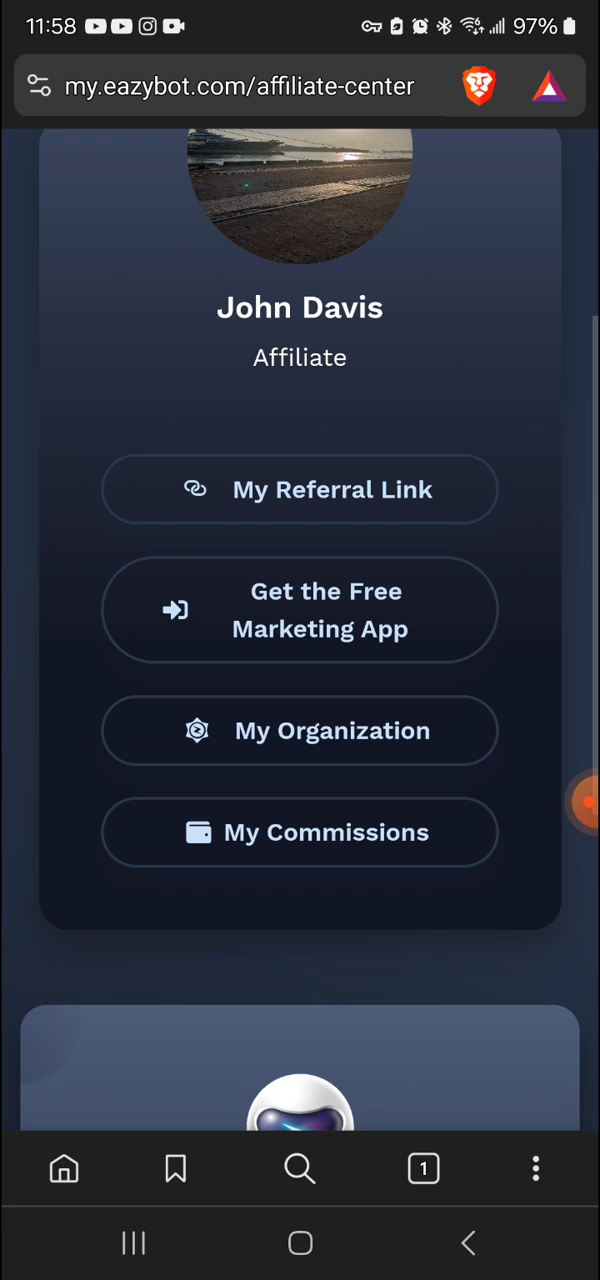 11:58 97%
my.eazybot.com/affiliate-center
John Davis
Affiliate
My Referral Link
Get the Free
Marketing App
My Organization
My Commissions
1